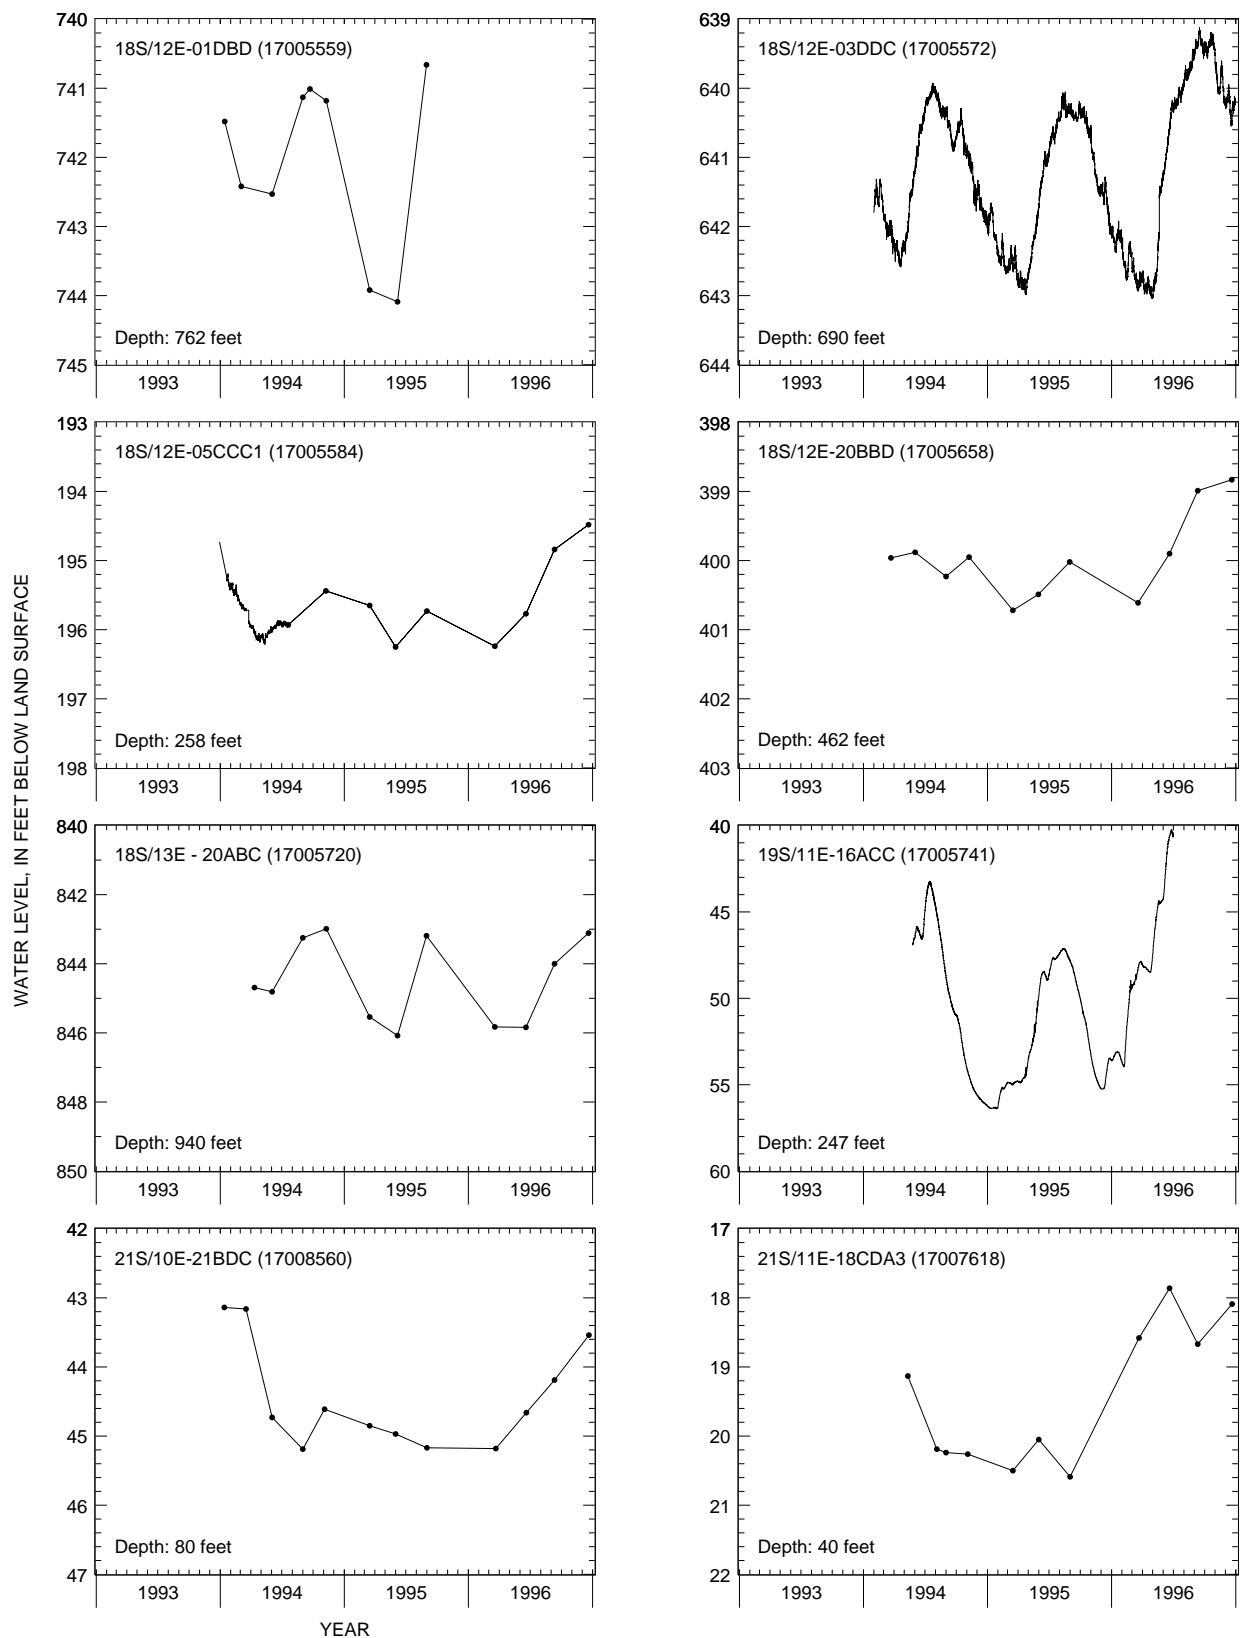 WATER LEVEL, IN FEET BELOW LAND SURFACE
740
18S/12E-01DBD (17005559)
741
742
743
744
Depth: 762 feet
745
1993 1994 1995 1996
639
18S/12E-03DDC (17005572)
640
641
642
643
Depth: 690 feet
644
1993 1994 1995 1996
193
18S/12E-05CCC1 (17005584)
194
195
196
197
Depth: 258 feet
198
1993 1994 1995 1996
398
18S/12E-20BBD (17005658)
399
400
401
402
Depth: 462 feet
403
1993 1994 1995 1996
840
18S/13E - 20ABC (17005720)
842
844
846
848
Depth: 940 feet
850
1993 1994 1995 1996
40
19S/11E-16ACC (17005741)
45
50
55
Depth: 247 feet
60
1993 1994 1995 1996
42
21S/10E-21BDC (17008560)
43
44
45
46
Depth: 80 feet
47
1993 1994 1995 1996
17
21S/11E-18CDA3 (17007618)
18
19
20
21
Depth: 40 feet
22
1993 1994 1995 1996
YEAR